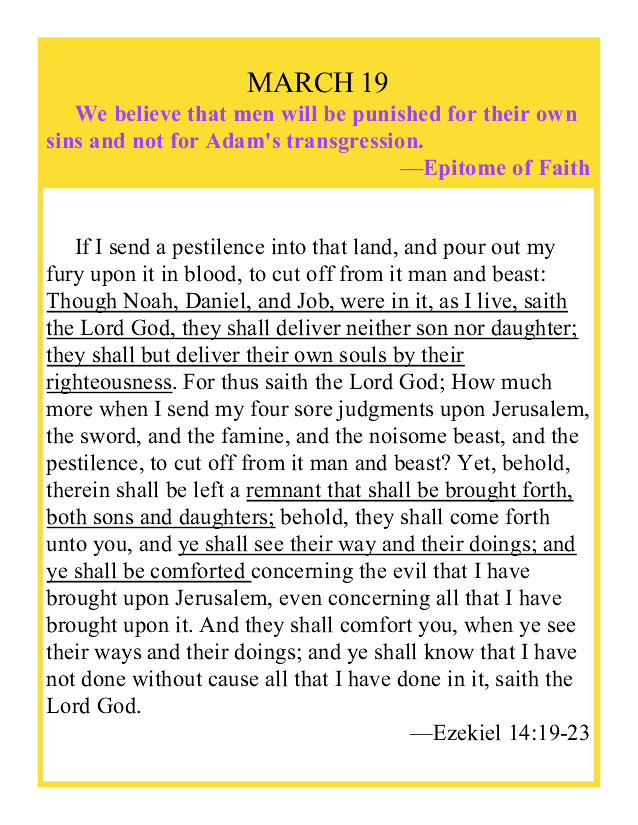 MARCH 19
We believe that men will be punished for their own
sins and not for Adam's transgression.
—Epitome of Faith
If I send a pestilence into that land, and pour out my
fury upon it in blood, to cut off from it man and beast:
Though Noah, Daniel, and Job, were in it, as I live, saith
the Lord God, they shall deliver neither son nor daughter;
they shall but deliver their own souls by their
righteousness. For thus saith the Lord God; How much
more when I send my four sore judgments upon Jerusalem,
the sword, and the famine, and the noisome beast, and the
pestilence, to cut off from it man and beast? Yet, behold,
therein shall be left a remnant that shall be brought forth,
both sons and daughters; behold, they shall come forth
unto you, and ye shall see their way and their doings; and
ye shall be comforted concerning the evil that I have
brought upon Jerusalem, even concerning all that I have
brought upon it. And they shall comfort you, when ye see
their ways and their doings; and ye shall know that I have
not done without cause all that I have done in it, saith the
Lord God.
—Ezekiel 14:19-23